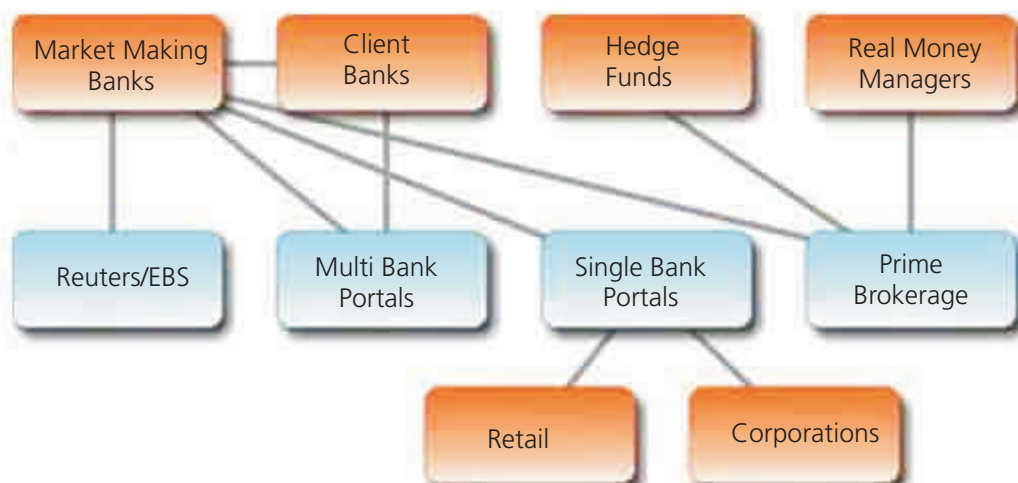 Market Making
Banks
Client
Banks
Hedge
Funds
Real Money
Managers
Reuters/EBS
Multi Bank
Portals
Single Bank
Portals
Prime
Brokerage
Retail
Corporations